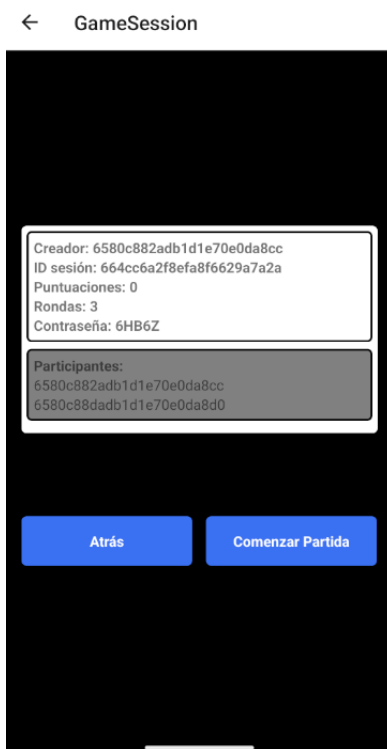 GameSession
Creador: 6580c882adb1d1e70e0da8cc
ID sesión: 664cc6a2f8efa8f6629a7a2a
Puntuaciones: 0
Rondas: 3
Contraseña: 6HB6Z
Participantes:
6580c882adb1d1e70e0da8cc
6580c88dadb1d1e70e0da8d0
Atrás
Comenzar Partida